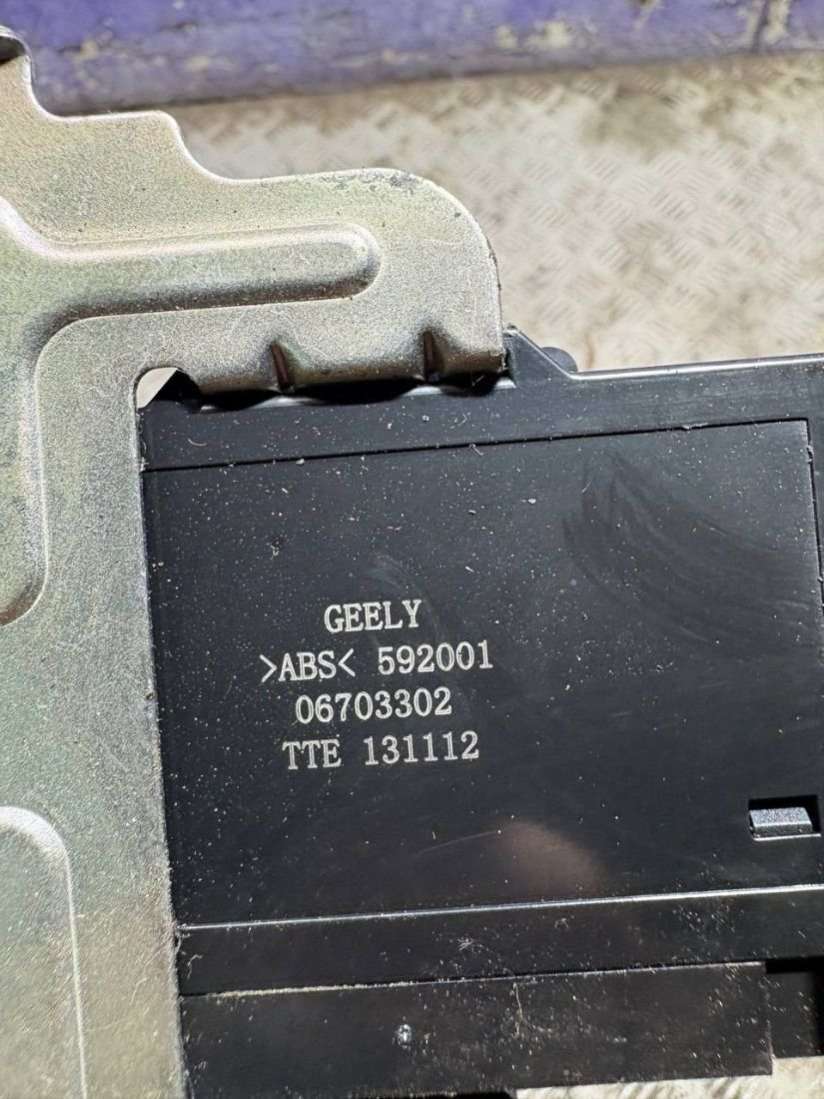 GEELY
>ABS< 592001
06703302
TTE 131112